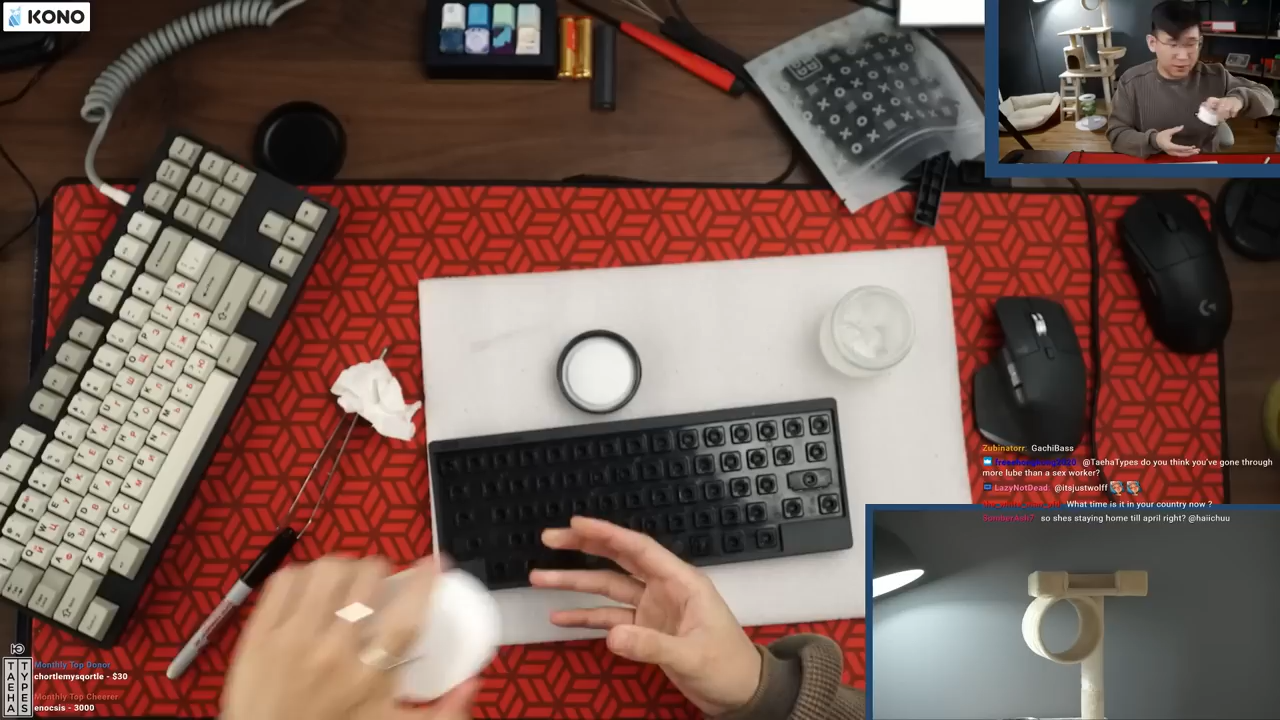 KONO
Zubinatorr: GachiBass
@TaehaTypes do you think you've gone through
more lube than a sex worker?
LazyNotDead: @itsjustwolff
What time is it in your country now ?
so shes staying home till april right? @haiichuu
TAEHA
TYPES
Monthly Top Donor
chortlemysqortle - $30
Monthly Top Cheerer
enocsis - 3000